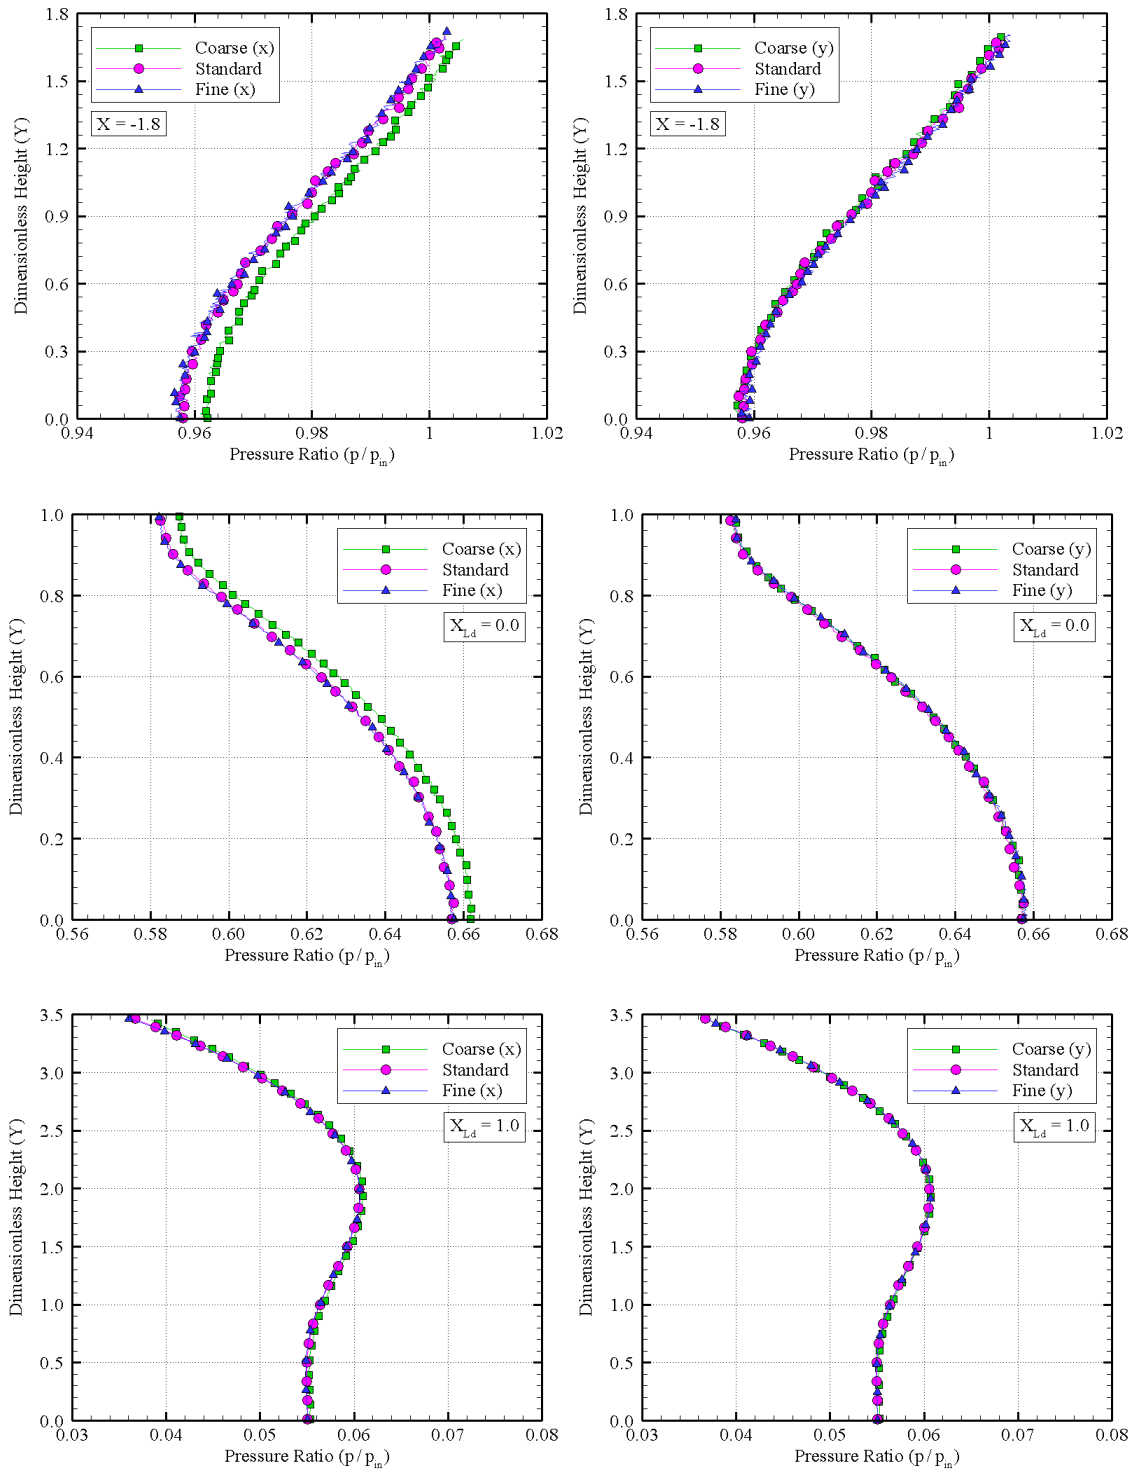 1.8
1.5
1.2
0.9
0.6
0.3
0.0
Dimensionless Height (Y)
Coarse (x)
Standard
Fine (x)
X = -1.8
0.94 0.96 0.98 1 1.02
Pressure Ratio (p / p_in)
1.8
1.5
1.2
0.9
0.6
0.3
0.0
Dimensionless Height (Y)
Coarse (y)
Standard
Fine (y)
X = -1.8
0.94 0.96 0.98 1 1.02
Pressure Ratio (p / p_in)
1.0
0.8
0.6
0.4
0.2
0.0
Dimensionless Height (Y)
Coarse (x)
Standard
Fine (x)
X_Ld = 0.0
0.56 0.58 0.60 0.62 0.64 0.66 0.68
Pressure Ratio (p / p_in)
1.0
0.8
0.6
0.4
0.2
0.0
Dimensionless Height (Y)
Coarse (y)
Standard
Fine (y)
X_Ld = 0.0
0.56 0.58 0.60 0.62 0.64 0.66 0.68
Pressure Ratio (p / p_in)
3.5
3.0
2.5
2.0
1.5
1.0
0.5
0.0
Dimensionless Height (Y)
Coarse (x)
Standard
Fine (x)
X_Ld = 1.0
0.03 0.04 0.05 0.06 0.07 0.08
Pressure Ratio (p / p_in)
3.5
3.0
2.5
2.0
1.5
1.0
0.5
0.0
Dimensionless Height (Y)
Coarse (y)
Standard
Fine (y)
X_Ld = 1.0
0.03 0.04 0.05 0.06 0.07 0.08
Pressure Ratio (p / p_in)